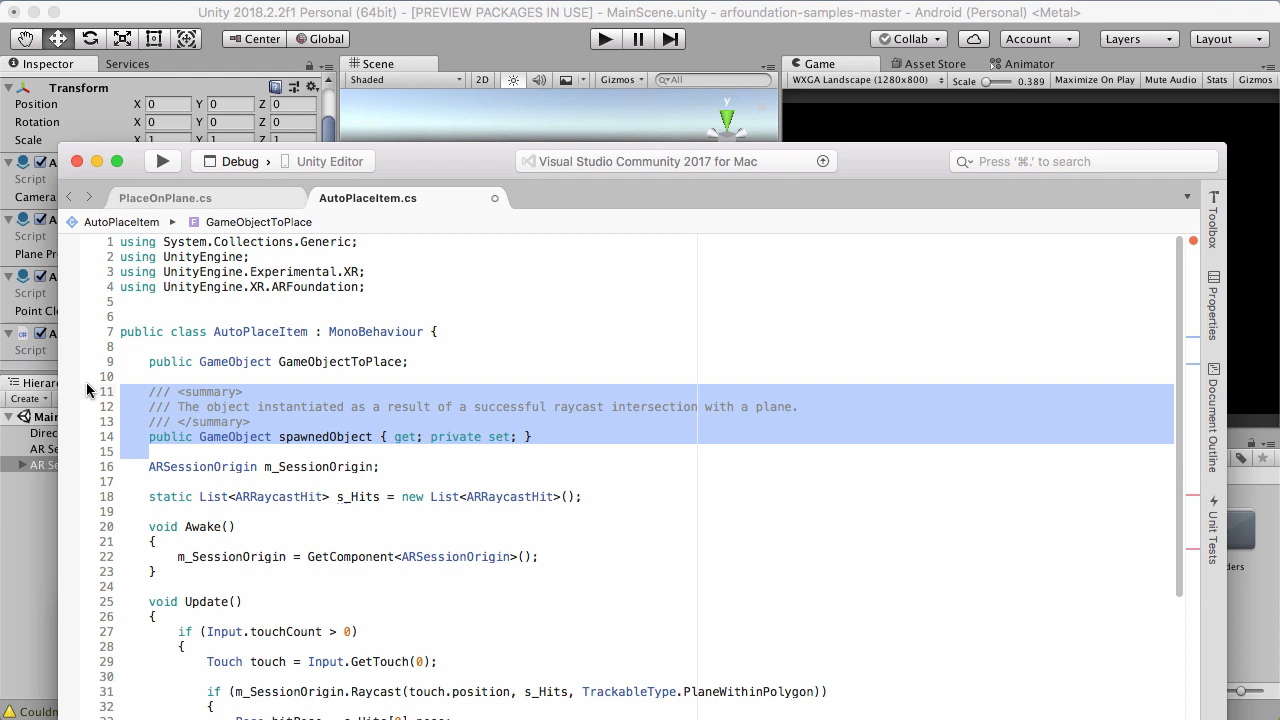 Unity 2018.2.2f1 Personal (64bit) - [PREVIEW PACKAGES IN USE] - MainScene.unity - arfoundation-samples-master - Android (Personal) <Metal>
Center Global Collab Account Layers Layout
Inspector Services Scene Game Asset Store Animator
Shaded 2D Gizmos All WXGA Landscape (1280x800) Scale 0.389 Maximize On Play Mute Audio Stats Gizmos
Transform
Position X 0 Y 0 Z 0
Rotation X 0 Y 0 Z 0
Scale X 1 Y 1 Z 1
y
A
Script
Camera
A
Script
Plane Pr
A
Script
Point Clo
A
Script
Hierar
Create
Main
Direc
AR Se
AR Se
Debug › Unity Editor Visual Studio Community 2017 for Mac Press '⌘.' to search
PlaceOnPlane.cs AutoPlaceItem.cs
AutoPlaceItem ▸ GameObjectToPlace
1 using System.Collections.Generic;
2 using UnityEngine;
3 using UnityEngine.Experimental.XR;
4 using UnityEngine.XR.ARFoundation;
5
6
7 public class AutoPlaceItem : MonoBehaviour {
8
9 public GameObject GameObjectToPlace;
10
11 /// <summary>
12 /// The object instantiated as a result of a successful raycast intersection with a plane.
13 /// </summary>
14 public GameObject spawnedObject { get; private set; }
15
16 ARSessionOrigin m_SessionOrigin;
17
18 static List<ARRaycastHit> s_Hits = new List<ARRaycastHit>();
19
20 void Awake()
21 {
22 m_SessionOrigin = GetComponent<ARSessionOrigin>();
23 }
24
25 void Update()
26 {
27 if (Input.touchCount > 0)
28 {
29 Touch touch = Input.GetTouch(0);
30
31 if (m_SessionOrigin.Raycast(touch.position, s_Hits, TrackableType.PlaneWithinPolygon))
32 {
Toolbox
Properties
Document Outline
Unit Tests
ders
Couldn